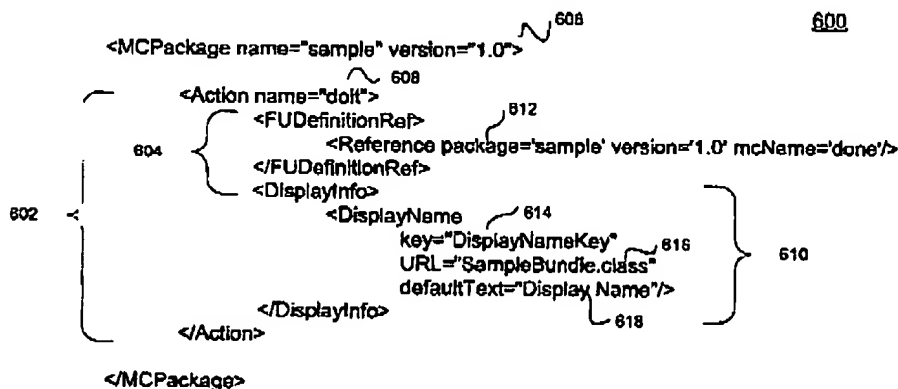 600
606
<MCPackage name="sample" version="1.0">
608
<Action name="doit">
<FUDefinitionRef>
612
<Reference package='sample' version='1.0' mcName='done'/>
604
</FUDefinitionRef>
<DisplayInfo>
602
<DisplayName
614
key="DisplayNameKey"
616
URL="SampleBundle.class"
610
defaultText="Display Name"/>
</DisplayInfo>
618
</Action>
</MCPackage>